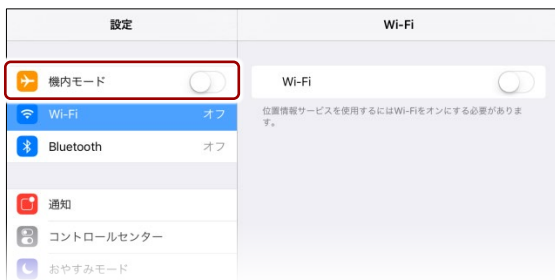 設定
Wi-Fi
機内モード
Wi-Fi
Wi-Fi オフ
位置情報サービスを使用するにはWi-Fiをオンにする必要がありま
す。
Bluetooth オフ
通知
コントロールセンター
おやすみモード